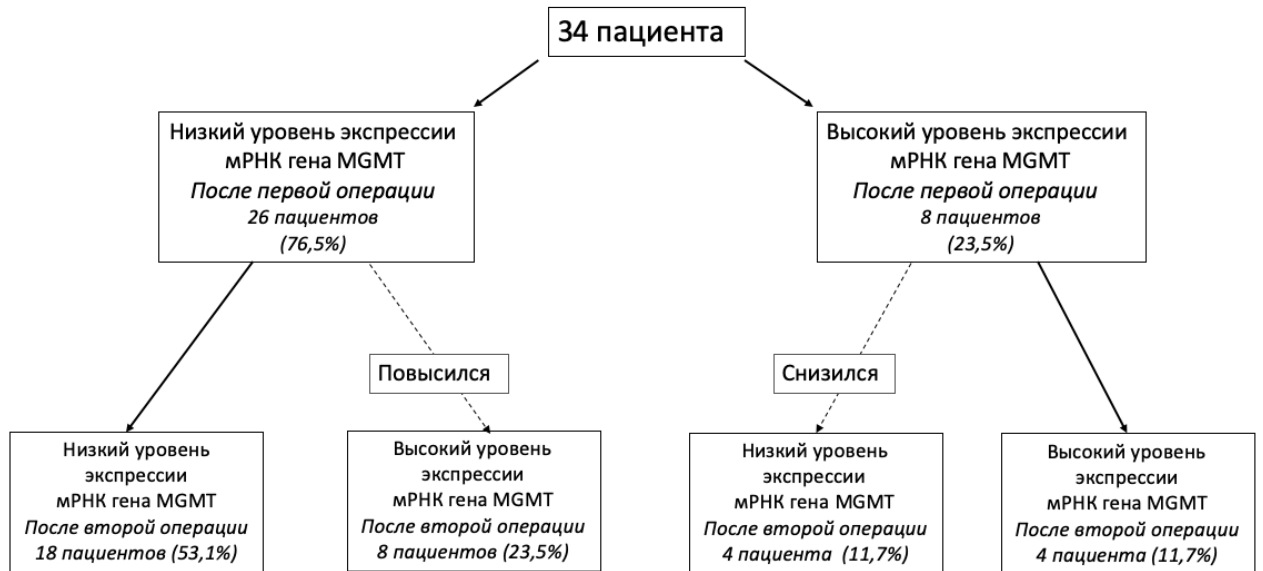 34 пациента
Низкий уровень экспрессии
мРНК гена MGMT
После первой операции
26 пациентов
(76,5%)
Высокий уровень экспрессии
мРНК гена MGMT
После первой операции
8 пациентов
(23,5%)
Повысился
Снизился
Низкий уровень
экспрессии
мРНК гена MGMT
После второй операции
18 пациентов (53,1%)
Высокий уровень
экспрессии
мРНК гена MGMT
После второй операции
8 пациентов (23,5%)
Низкий уровень
экспрессии
мРНК гена MGMT
После второй операции
4 пациента (11,7%)
Высокий уровень
экспрессии
мРНК гена MGMT
После второй операции
4 пациента (11,7%)